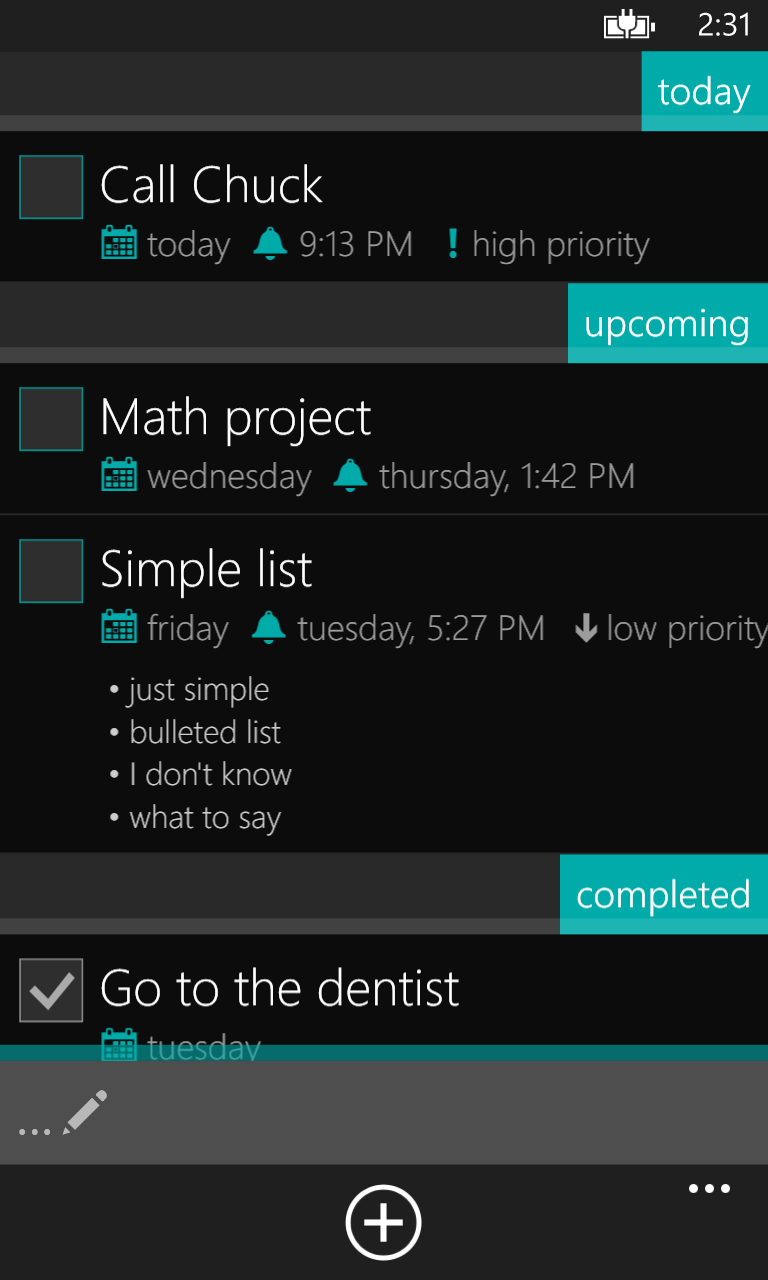 2:31
today
Call Chuck
today 9:13 PM ! high priority
upcoming
Math project
wednesday thursday, 1:42 PM
Simple list
friday tuesday, 5:27 PM low priority
• just simple
• bulleted list
• I don't know
• what to say
completed
Go to the dentist
tuesday
...